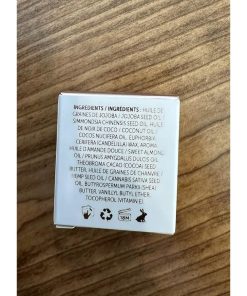 INGREDIENTS / INGREDIENTS : HUILE DE
GRAINES DE JOJOBA / JOJOBA SEED OIL /
SIMMONDSIA CHINENSIS SEED OIL, HUILE
DE NOIX DE COCO / COCONUT OIL /
COCOS NUCIFERA OIL, EUPHORBIA
CERIFERA (CANDELILLA) WAX, AROMA,
HUILE D'AMANDE DOUCE / SWEET ALMOND
OIL / PRUNUS AMYGDALUS DULCIS OIL,
THEOBROMA CACAO (COCOA) SEED
BUTTER, HUILE DE GRAINES DE CHANVRE /
HEMP SEED OIL / CANNABIS SATIVA SEED
OIL, BUTYROSPERMUM PARKII (SHEA)
BUTTER, VANILLYL BUTYL ETHER,
TOCOPHEROL (VITAMIN E).
18M